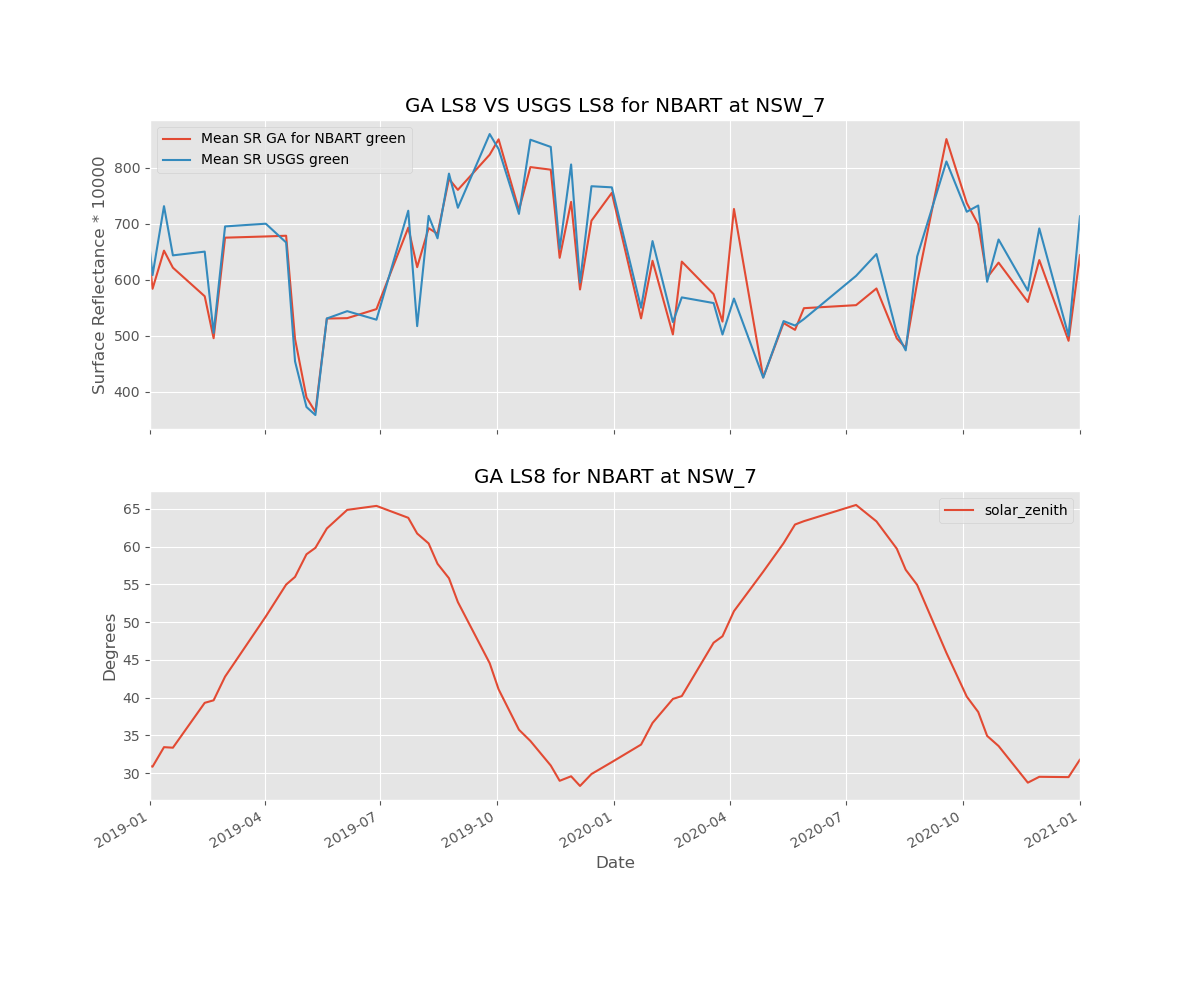 GA LS8 VS USGS LS8 for NBART at NSW_7
Mean SR GA for NBART green
Mean SR USGS green
Surface Reflectance * 10000
800
700
600
500
400
GA LS8 for NBART at NSW_7
solar_zenith
Degrees
65
60
55
50
45
40
35
30
2019-01
2019-04
2019-07
2019-10
2020-01
2020-04
2020-07
2020-10
2021-01
Date